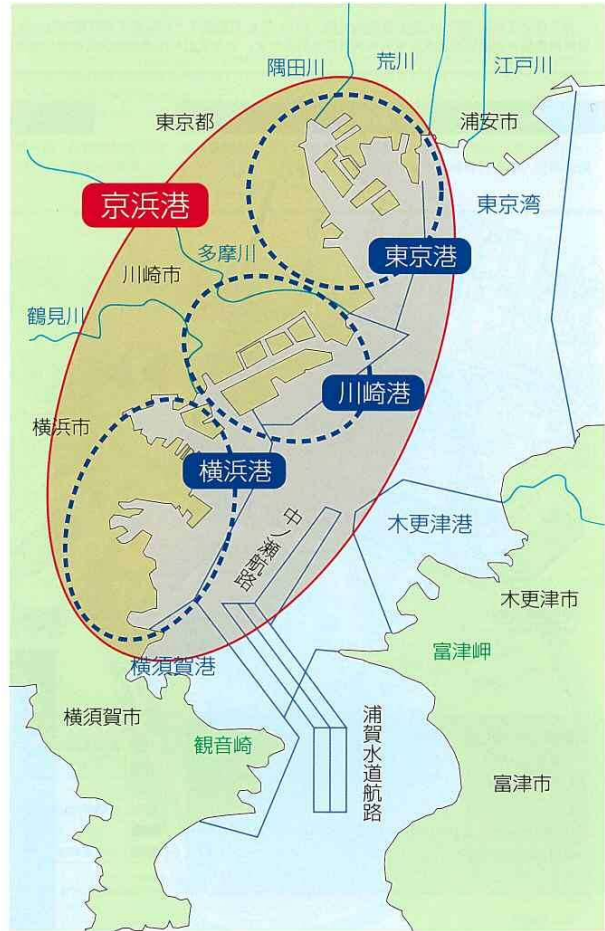 隅田川
荒川
江戸川
東京都
浦安市
京浜港
東京湾
多摩川
東京港
川崎市
鶴見川
川崎港
横浜市
横浜港
中ノ瀬航路
木更津港
木更津市
富津岬
横須賀港
横須賀市
浦賀水道航路
観音崎
富津市